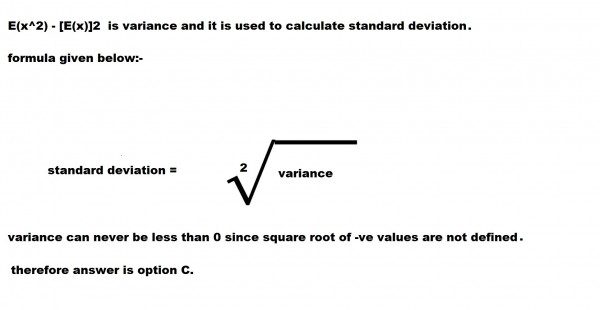 E(x^2) - [E(x)]2 is variance and it is used to calculate standard deviation.
formula given below:-
standard deviation = 2√variance
variance can never be less than 0 since square root of -ve values are not defined.
therefore answer is option C.